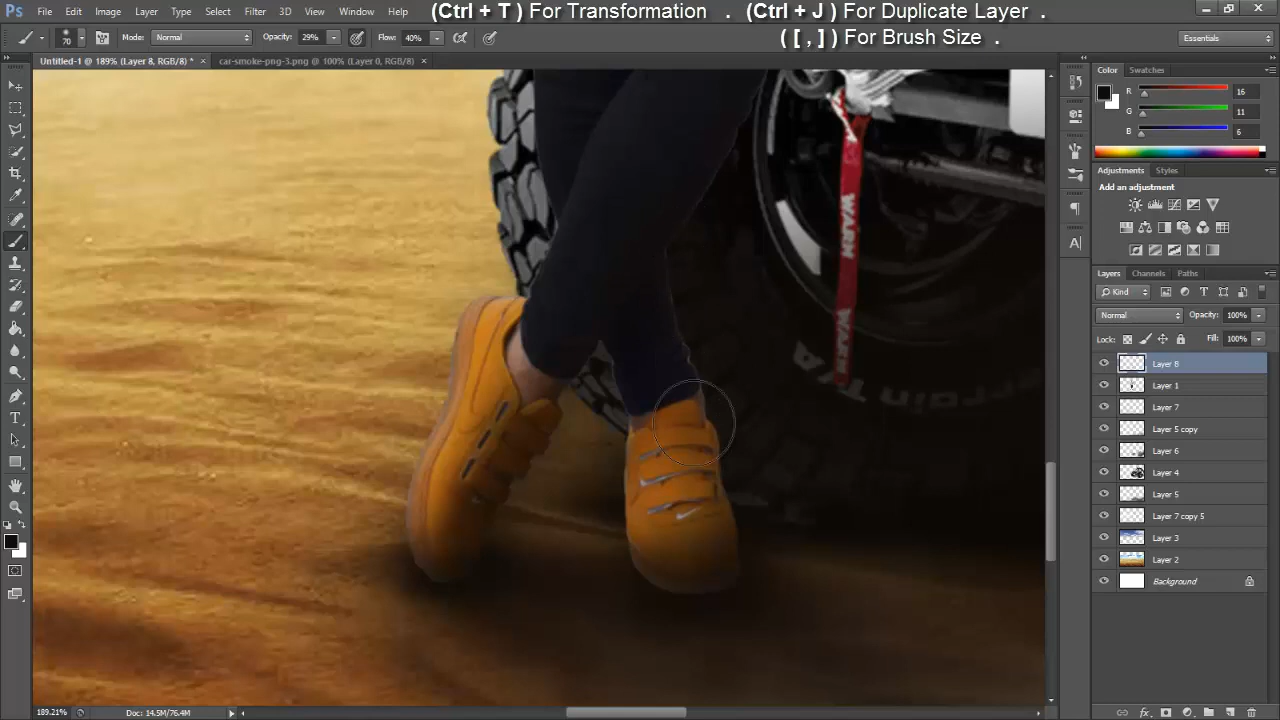 Ps File Edit Image Layer Type Select Filter 3D View Window Help (Ctrl + T ) For Transformation . (Ctrl + J ) For Duplicate Layer .
70 Mode: Normal Opacity: 29% Flow: 40% ( [ , ] ) For Brush Size . Essentials
Untitled-1 @ 189% (Layer 8, RGB/8) * × car-smoke-png-3.png @ 100% (Layer 0, RGB/8) ×
Color Swatches
R 16
G 11
B 6
Adjustments Styles
Add an adjustment
Layers Channels Paths
Kind
Normal Opacity: 100%
Lock: Fill: 100%
Layer 8
Layer 1
Layer 7
Layer 5 copy
Layer 6
Layer 4
Layer 5
Layer 7 copy 5
Layer 3
Layer 2
Background
WARN
WARN
errain T/A
189.21% Doc: 14.5M/76.4M